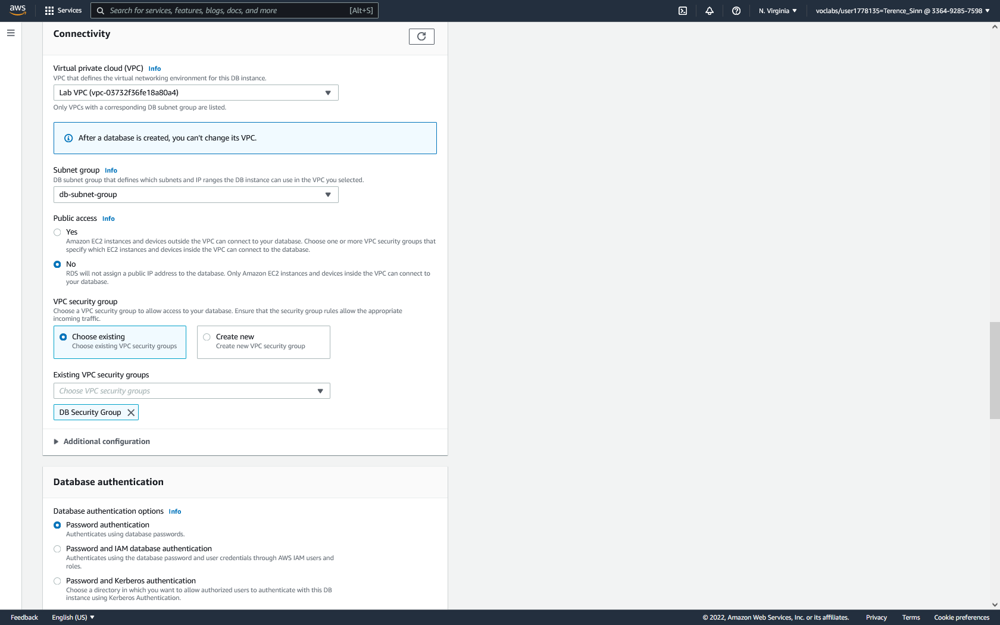 aws
Services
Search for services, features, blogs, docs, and more
[Alt+S]
N. Virginia
voclabs/user1778135=Terence_Sinn @ 3364-9285-7598
Connectivity
Virtual private cloud (VPC) Info
VPC that defines the virtual networking environment for this DB instance.
Lab VPC (vpc-03732f36fe18a80a4)
Only VPCs with a corresponding DB subnet group are listed.
After a database is created, you can't change its VPC.
Subnet group Info
DB subnet group that defines which subnets and IP ranges the DB instance can use in the VPC you selected.
db-subnet-group
Public access Info
Yes
Amazon EC2 instances and devices outside the VPC can connect to your database. Choose one or more VPC security groups that
specify which EC2 instances and devices inside the VPC can connect to the database.
No
RDS will not assign a public IP address to the database. Only Amazon EC2 instances and devices inside the VPC can connect to
your database.
VPC security group
Choose a VPC security group to allow access to your database. Ensure that the security group rules allow the appropriate
incoming traffic.
Choose existing
Choose existing VPC security groups
Create new
Create new VPC security group
Existing VPC security groups
Choose VPC security groups
DB Security Group
Additional configuration
Database authentication
Database authentication options Info
Password authentication
Authenticates using database passwords.
Password and IAM database authentication
Authenticates using the database password and user credentials through AWS IAM users and
roles.
Password and Kerberos authentication
Choose a directory in which you want to allow authorized users to authenticate with this DB
instance using Kerberos Authentication.
Feedback
English (US)
© 2022, Amazon Web Services, Inc. or its affiliates.
Privacy
Terms
Cookie preferences